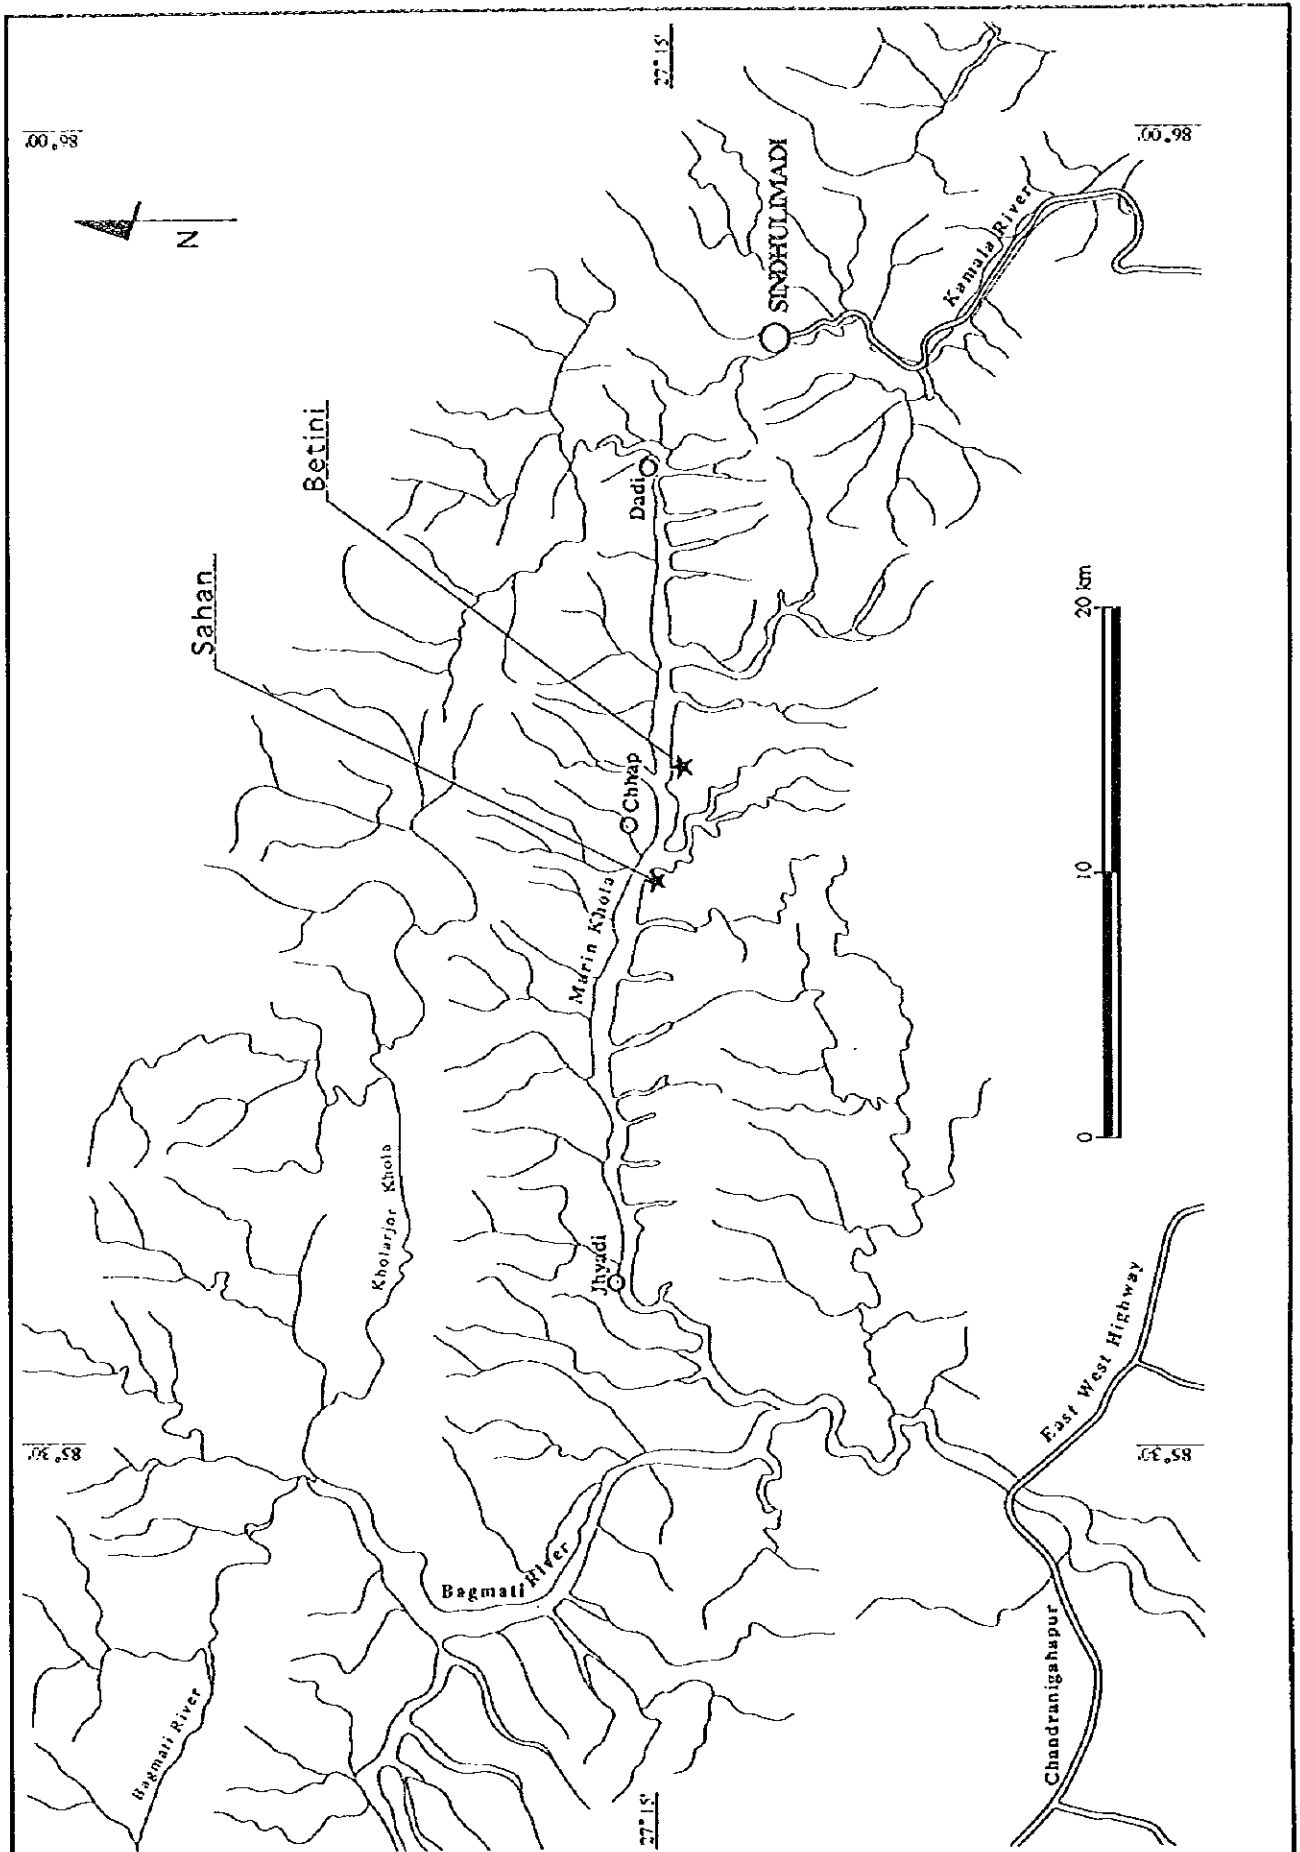 86°00'
N
27°15'
SINDHULIMADI
86°00'
Kamala River
Betini
Sahan
Dadi
Chhap
Marin Khola
20 km
10
0
Kholarjor Khola
Jhyadi
East West Highway
85°30'
85°30'
Bagmati River
Bagmati River
Chandranigahapur
27°15'